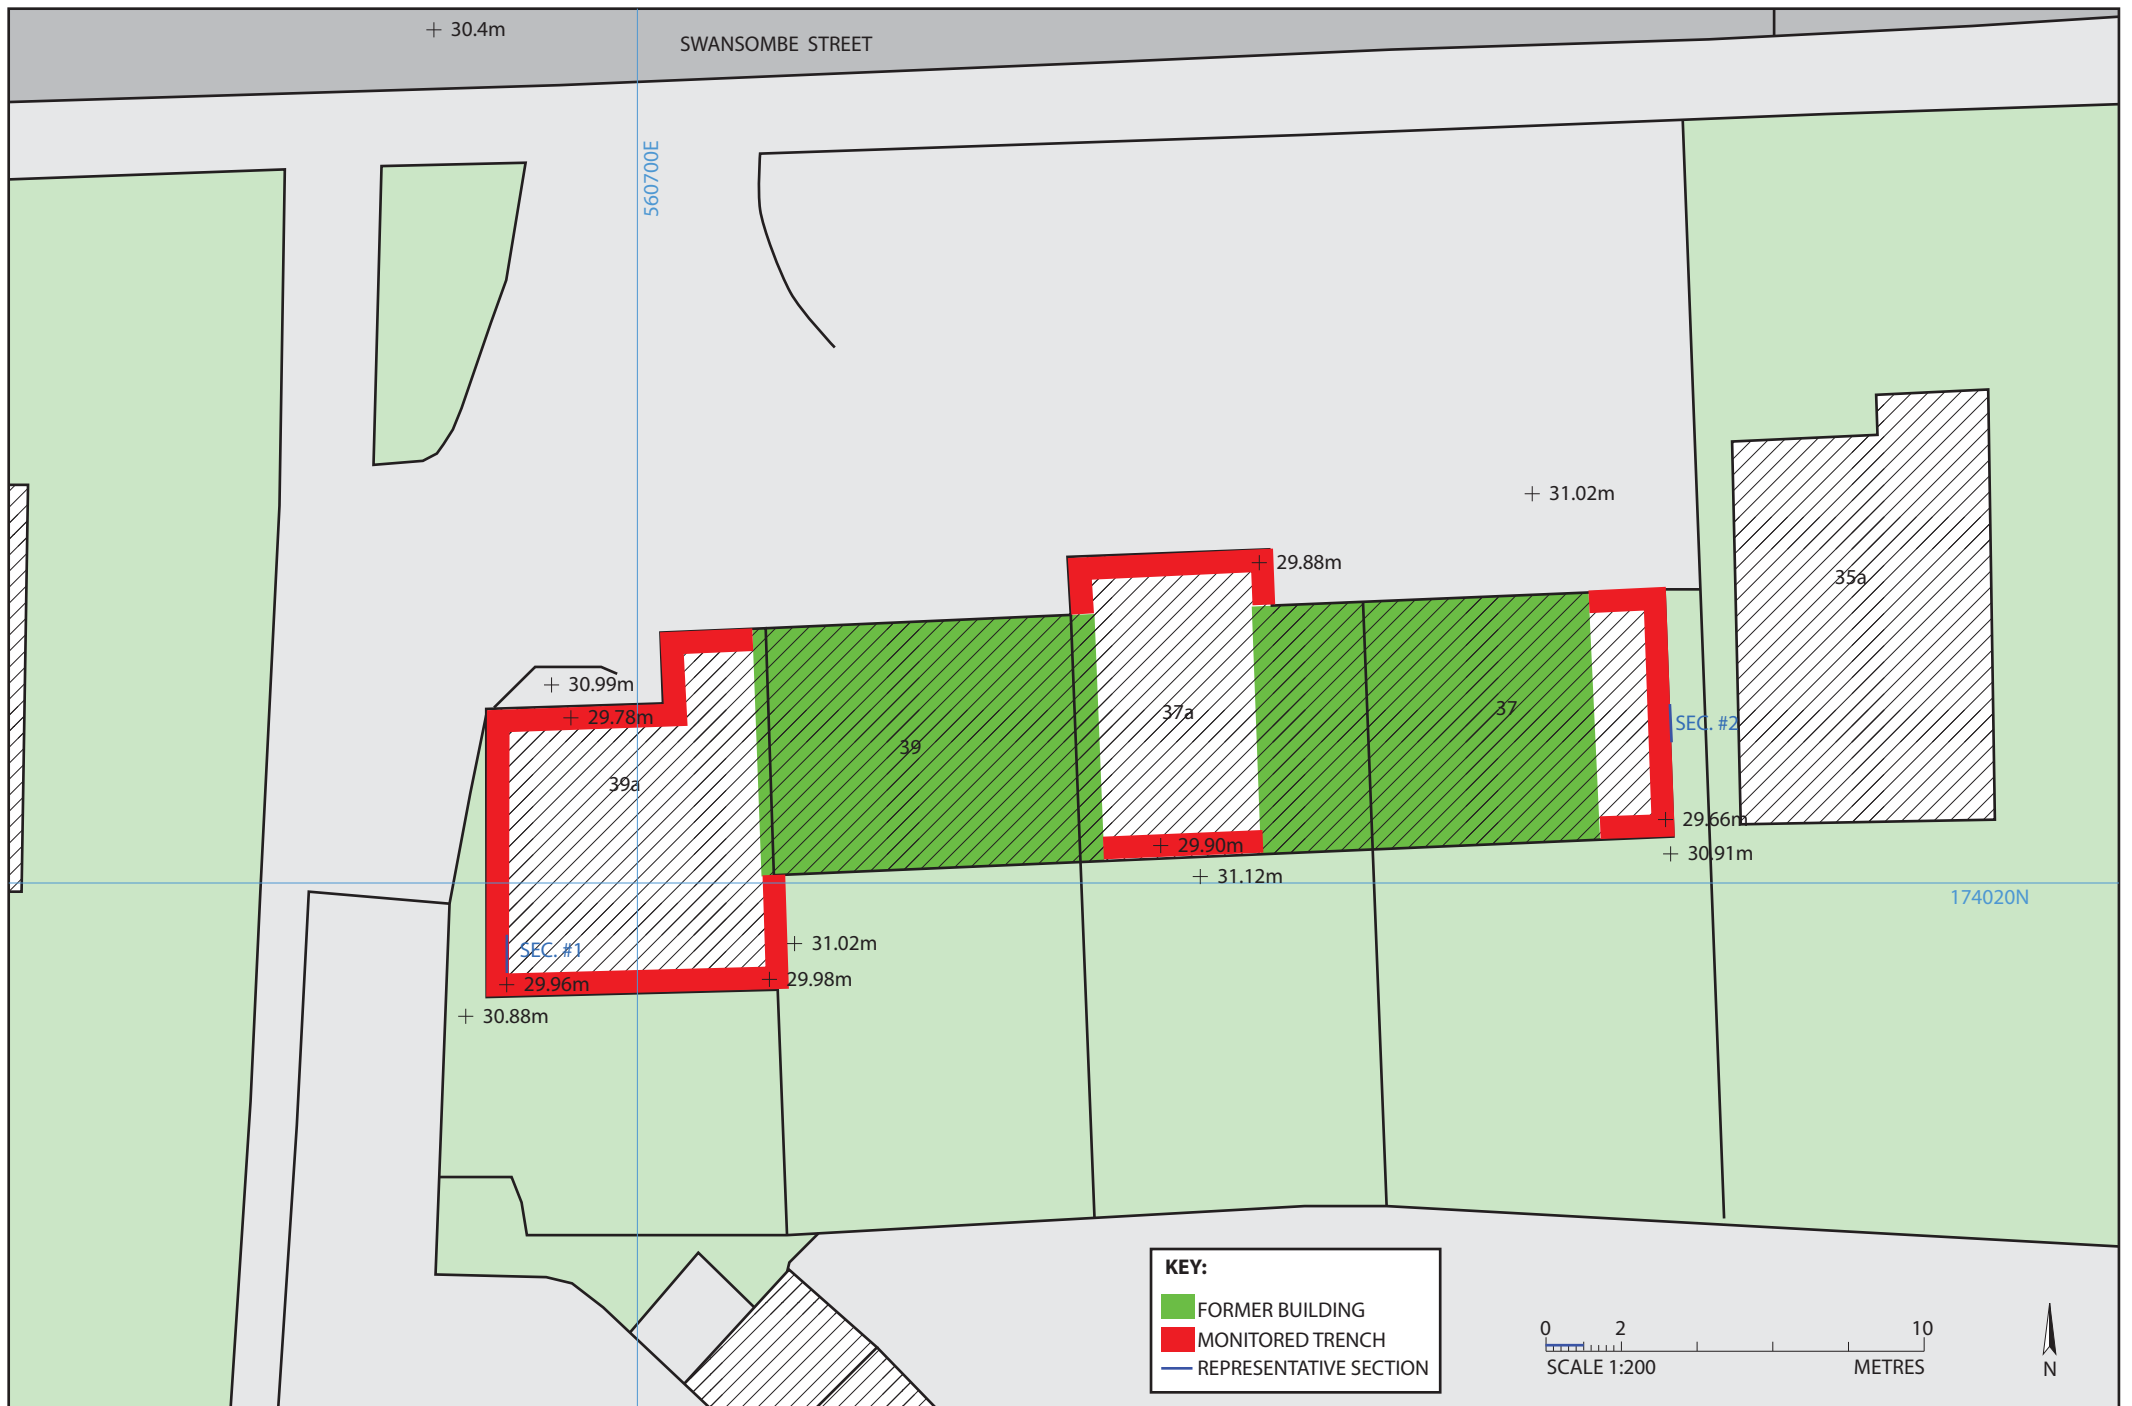 30.4m
SWANSOMBE STREET
560700E
31.02m
29.88m
35a
30.99m
29.78m
37a
37
39
SEC. #2
39a
29.66m
29.90m
30.91m
31.12m
174020N
31.02m
SEC. #1
29.98m
29.96m
30.88m
KEY:
FORMER BUILDING
MONITORED TRENCH
REPRESENTATIVE SECTION
0 2 10
SCALE 1:200 METRES
N